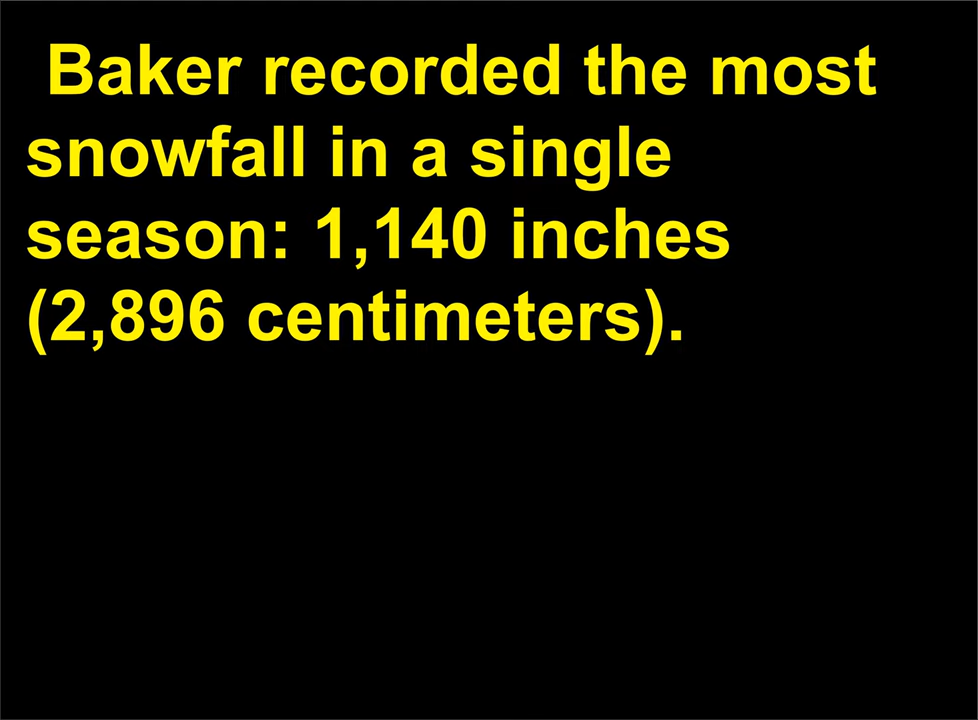 Baker recorded the most
snowfall in a single
season: 1,140 inches
(2,896 centimeters).